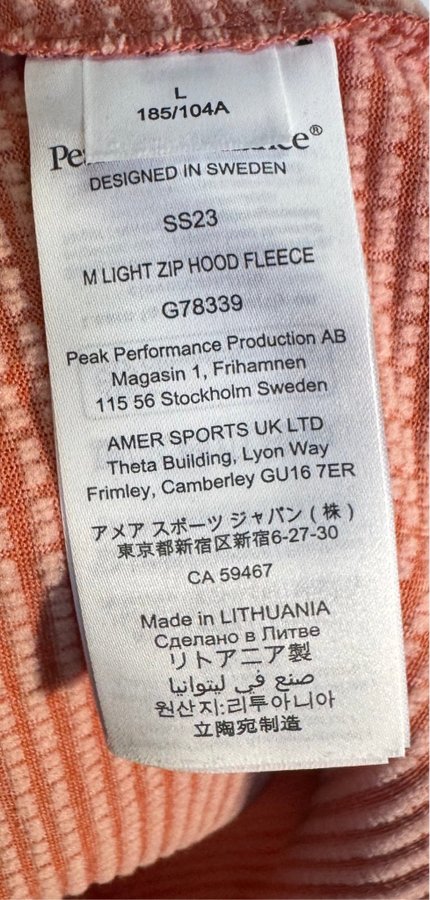 L
185/104A
DESIGNED IN SWEDEN
SS23
M LIGHT ZIP HOOD FLEECE
G78339
Peak Performance Production AB
Magasin 1, Frihamnen
115 56 Stockholm Sweden
AMER SPORTS UK LTD
Theta Building, Lyon Way
Frimley, Camberley GU16 7ER
アメア スポーツ ジャパン ( 株 )
東京都新宿区新宿6-27-30
CA 59467
Made in LITHUANIA
Сделано в Литве
リトアニア製
صنع في ليتوانيا
원산지:리투아니아
立陶宛制造